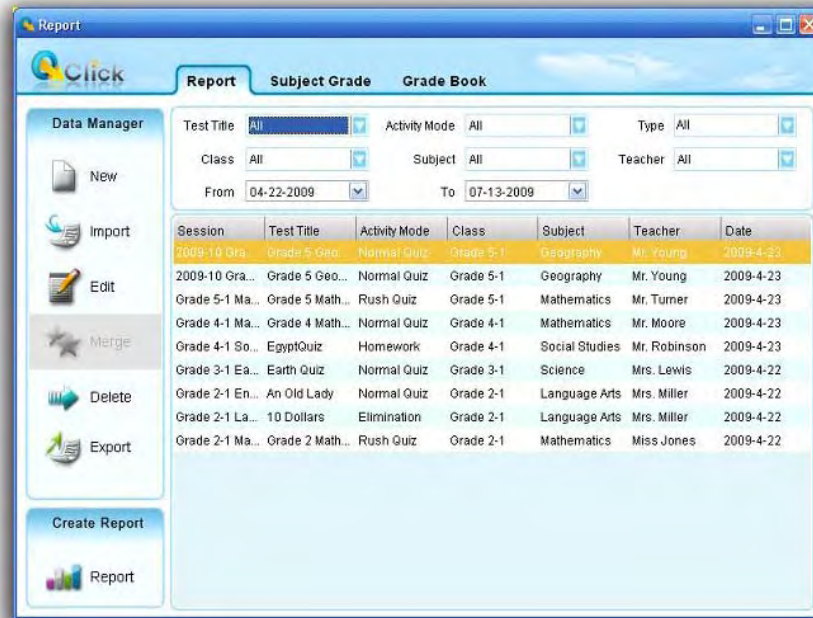 Report
QClick
Report Subject Grade Grade Book
Data Manager
New
Import
Edit
Merge
Delete
Export
Create Report
Report
Test Title All Activity Mode All Type All
Class All Subject All Teacher All
From 04-22-2009 To 07-13-2009
Session Test Title Activity Mode Class Subject Teacher Date
2009-10 Gra... Grade 5 Geo... Normal Quiz Grade 5-1 Geography Mr. Young 2009-4-23
2009-10 Gra... Grade 5 Geo... Normal Quiz Grade 5-1 Geography Mr. Young 2009-4-23
Grade 5-1 Ma... Grade 5 Math... Rush Quiz Grade 5-1 Mathematics Mr. Turner 2009-4-23
Grade 4-1 Ma... Grade 4 Math... Normal Quiz Grade 4-1 Mathematics Mr. Moore 2009-4-23
Grade 4-1 So... EgyptQuiz Homework Grade 4-1 Social Studies Mr. Robinson 2009-4-23
Grade 3-1 Ea... Earth Quiz Normal Quiz Grade 3-1 Science Mrs. Lewis 2009-4-22
Grade 2-1 En... An Old Lady Normal Quiz Grade 2-1 Language Arts Mrs. Miller 2009-4-22
Grade 2-1 La... 10 Dollars Elimination Grade 2-1 Language Arts Mrs. Miller 2009-4-22
Grade 2-1 Ma... Grade 2 Math... Rush Quiz Grade 2-1 Mathematics Miss Jones 2009-4-22